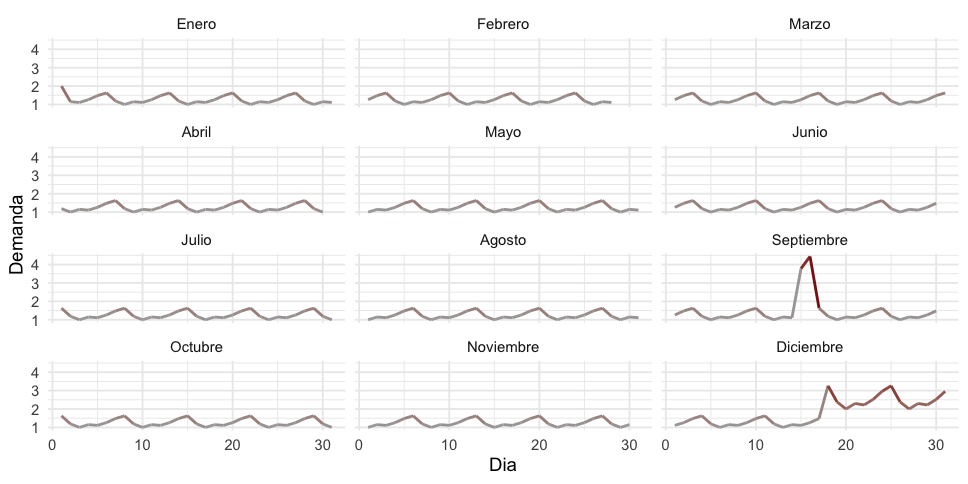 Enero Febrero Marzo
4
3
2
1
Abril Mayo Junio
4
3
2
1
Demanda
Julio Agosto Septiembre
4
3
2
1
Octubre Noviembre Diciembre
4
3
2
1
0 10 20 30 0 10 20 30 0 10 20 30
Dia